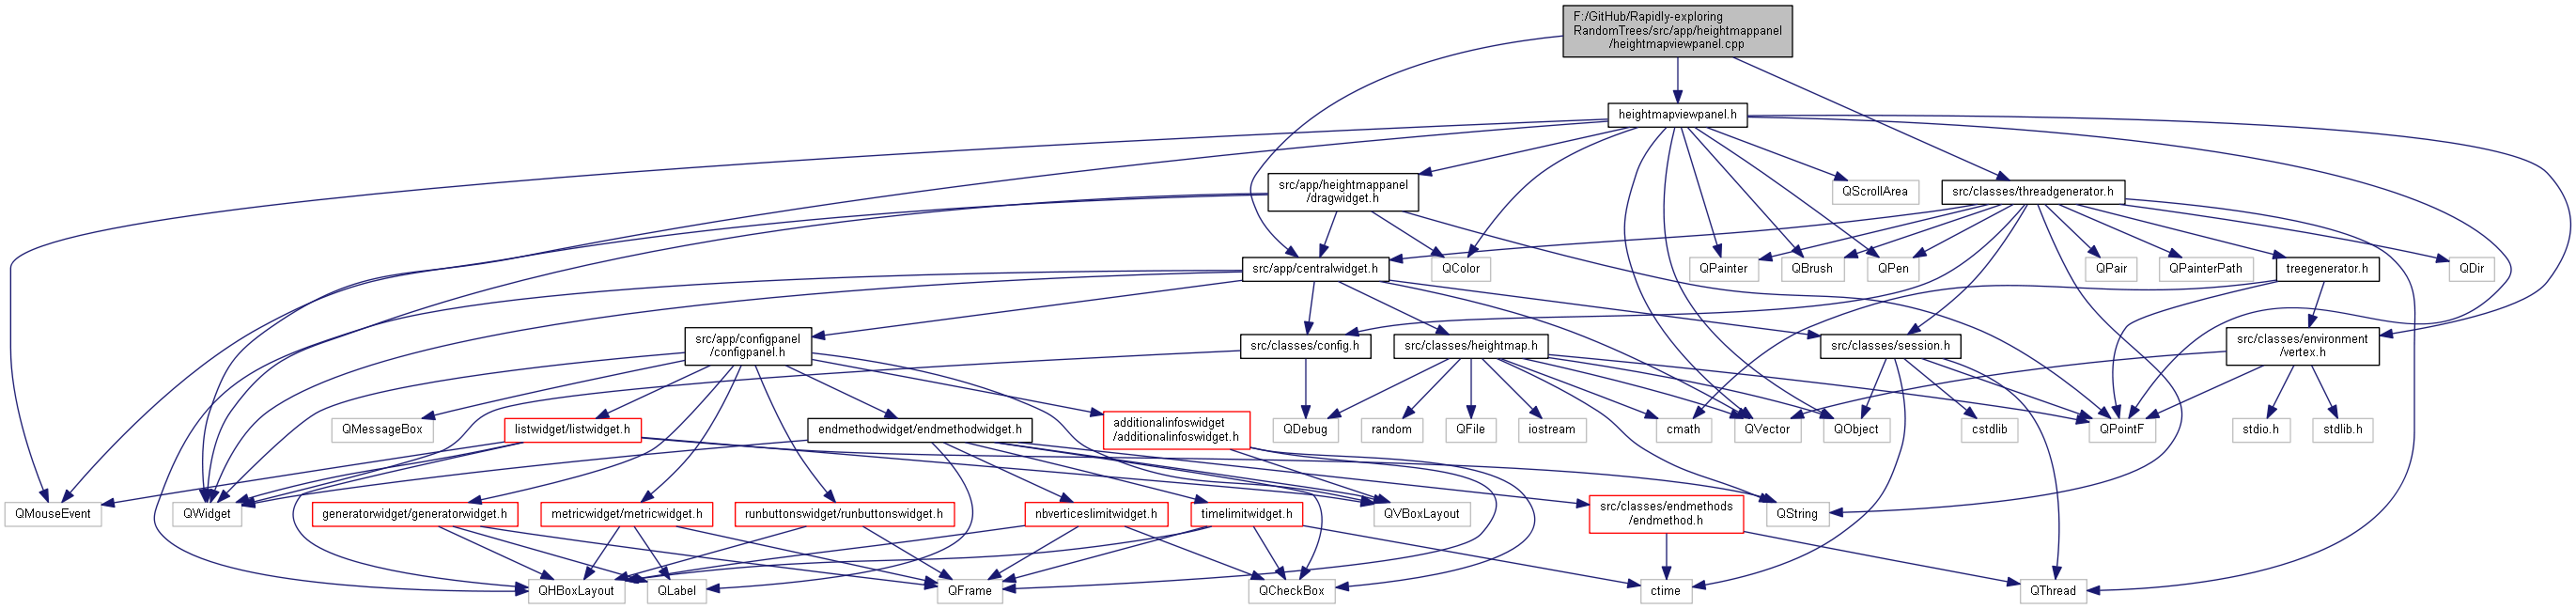 F:/GitHub/Rapidly-exploring
RandomTrees/src/app/heightmappanel
/heightmapviewpanel.cpp
heightmapviewpanel.h
src/app/heightmappanel
/dragwidget.h
QScrollArea
src/classes/threadgenerator.h
src/app/centralwidget.h
QColor
QPainter
QBrush
QPen
QPair
QPainterPath
treegenerator.h
QDir
src/app/configpanel
/configpanel.h
src/classes/config.h
src/classes/heightmap.h
src/classes/session.h
src/classes/environment
/vertex.h
QMessageBox
listwidget/listwidget.h
endmethodwidget/endmethodwidget.h
additionalinfoswidget
/additionalinfoswidget.h
QDebug
random
QFile
iostream
cmath
QVector
QObject
cstdlib
QPointF
stdio.h
stdlib.h
QMouseEvent
QWidget
generatorwidget/generatorwidget.h
metricwidget/metricwidget.h
runbuttonswidget/runbuttonswidget.h
nbverticeslimitwidget.h
timelimitwidget.h
QVBoxLayout
src/classes/endmethods
/endmethod.h
QString
QHBoxLayout
QLabel
QFrame
QCheckBox
ctime
QThread